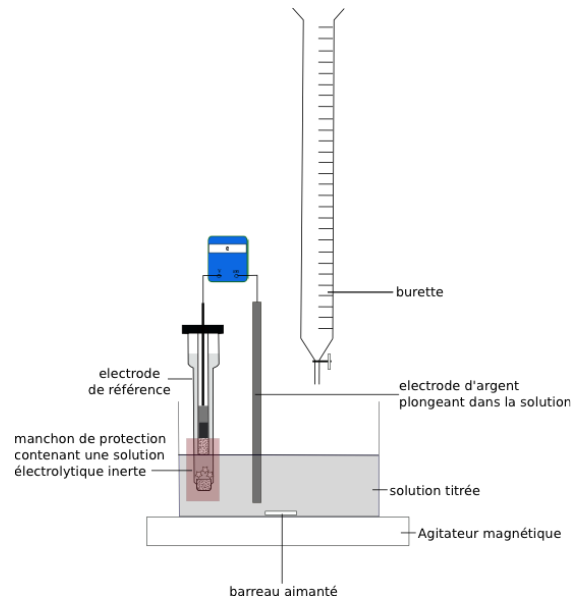 burette
electrode
de référence
electrode d'argent
plongeant dans la solution
manchon de protection
contenant une solution
électrolytique inerte
solution titrée
Agitateur magnétique
barreau aimanté